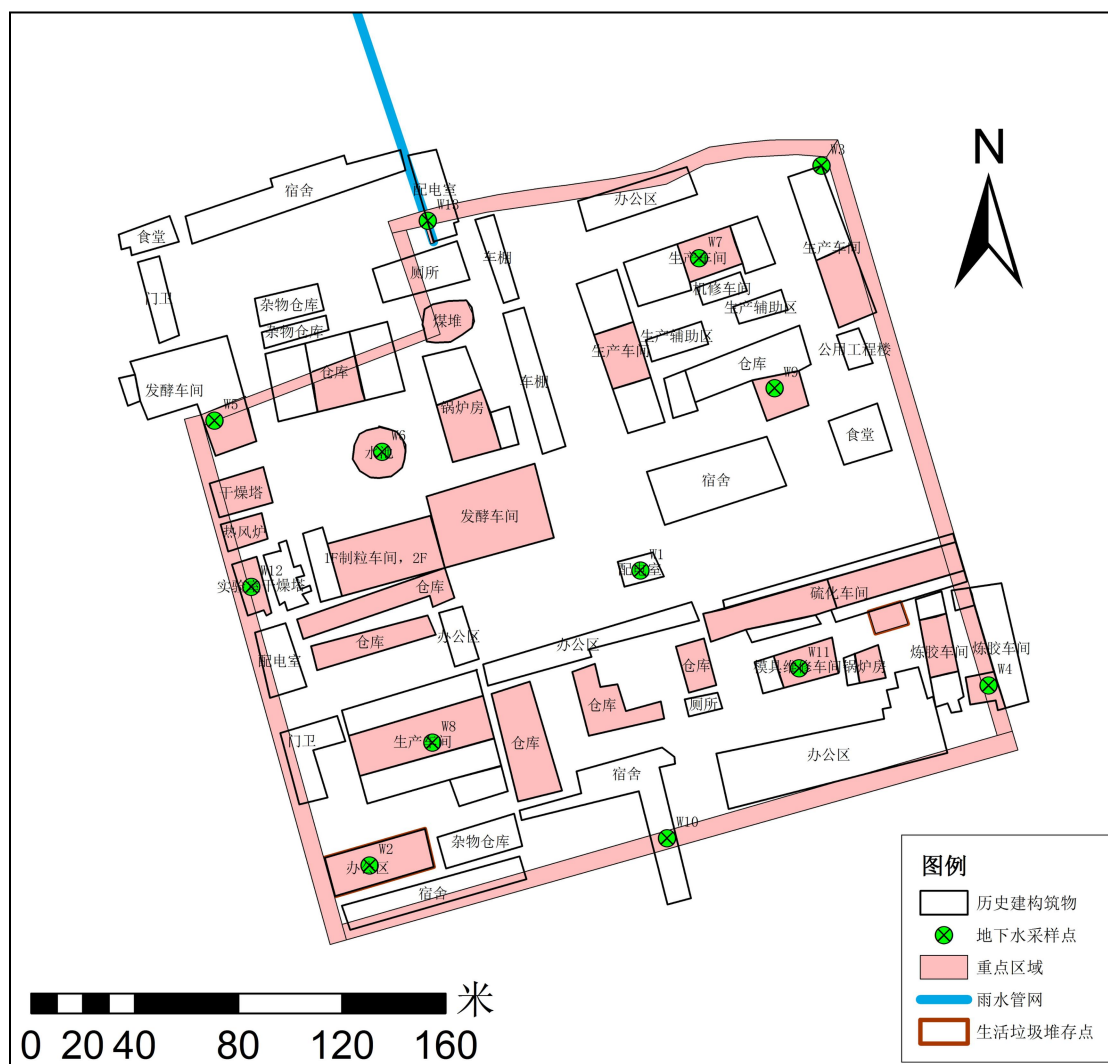 N
W3
宿舍
配电室
W13
办公区
食堂
生产车间
W7
生产车间
车棚
厕所
门卫
机修车间
杂物仓库
生产辅助区
煤堆
杂物仓库
生产辅助区
生产车间
公用工程楼
仓库
仓库
车棚
W9
发酵车间
W5
锅炉房
食堂
W6
水池
宿舍
干燥塔
发酵车间
热风炉
1F制粒车间，2F
W1
配电室
W12
干燥塔
仓库
硫化车间
仓库
办公区
办公区
炼胶车间
炼胶车间
配电室
仓库
W11
模具维修车间
锅炉房
W4
仓库
厕所
仓库
门卫
W8
生产车间
办公区
宿舍
W10
杂物仓库
W2
办公区
宿舍
图例
历史建构筑物
地下水采样点
重点区域
雨水管网
生活垃圾堆存点
米
0 20 40 80 120 160